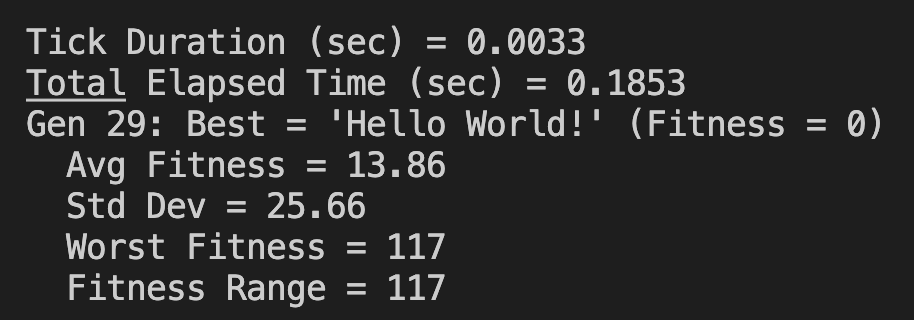 Tick Duration (sec) = 0.0033
Total Elapsed Time (sec) = 0.1853
Gen 29: Best = 'Hello World!' (Fitness = 0)
  Avg Fitness = 13.86
  Std Dev = 25.66
  Worst Fitness = 117
  Fitness Range = 117